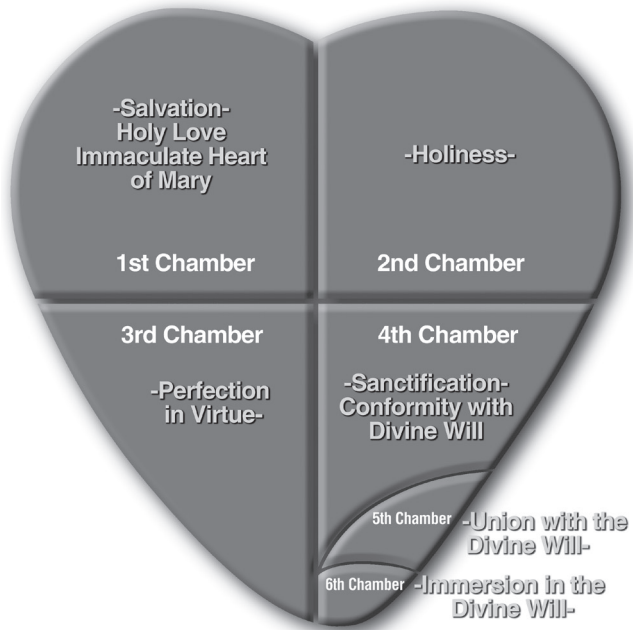 -Salvation-
Holy Love
Immaculate Heart
of Mary
1st Chamber
-Holiness-
2nd Chamber
3rd Chamber
-Perfection
in Virtue-
4th Chamber
-Sanctification-
Conformity with
Divine Will
5th Chamber
-Union with the
Divine Will-
6th Chamber
-Immersion in the
Divine Will-